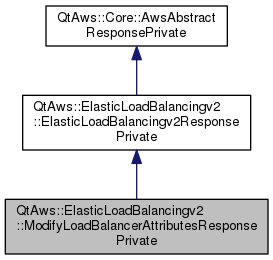 QtAws::Core::AwsAbstract
ResponsePrivate
QtAws::ElasticLoadBalancingv2
::ElasticLoadBalancingv2Response
Private
QtAws::ElasticLoadBalancingv2
::ModifyLoadBalancerAttributesResponse
Private